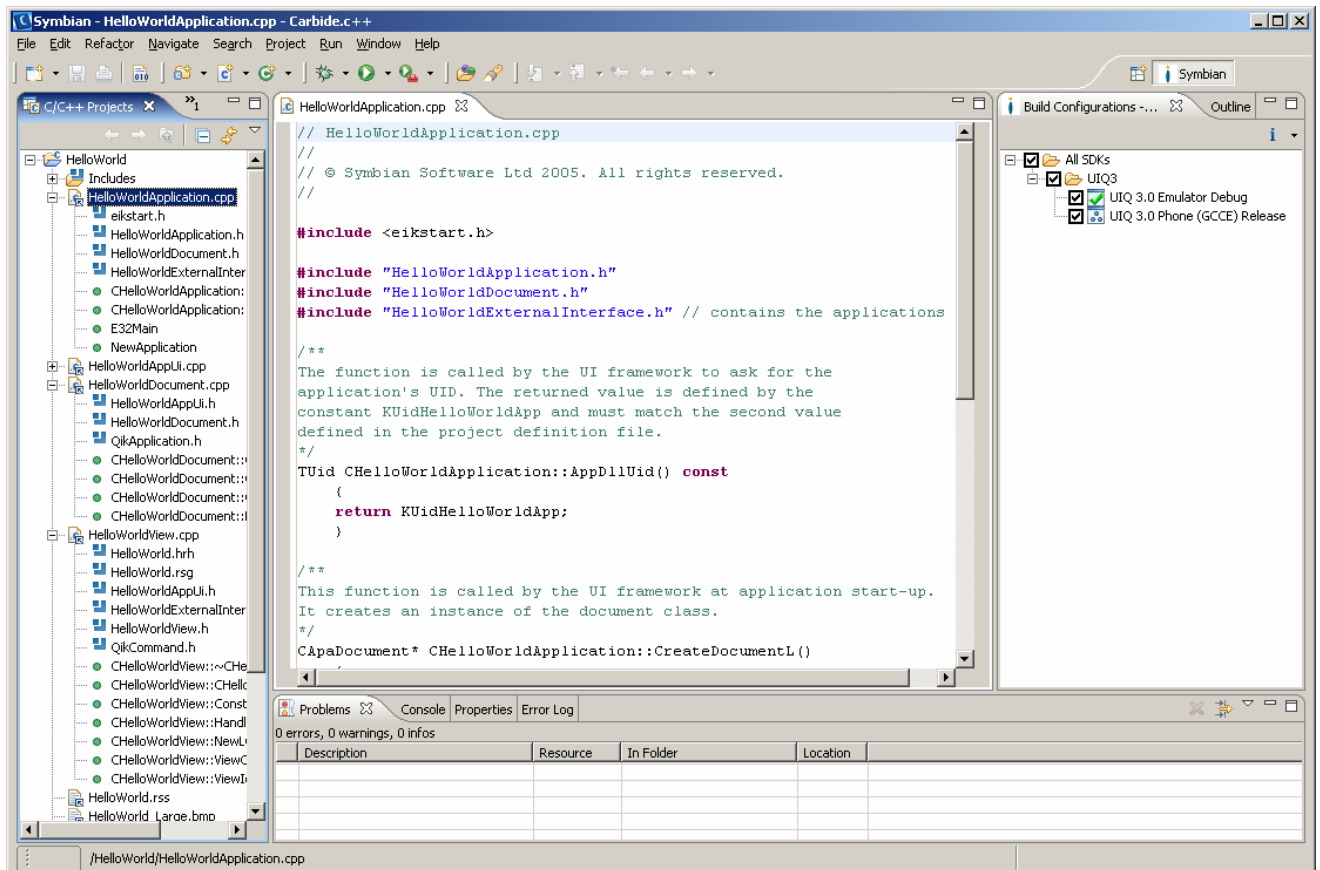 Symbian - HelloWorldApplication.cpp - Carbide.c++
File Edit Refactor Navigate Search Project Run Window Help
Symbian
C/C++ Projects
1
HelloWorld
Includes
HelloWorldApplication.cpp
eikstart.h
HelloWorldApplication.h
HelloWorldDocument.h
HelloWorldExternalInter
CHelloWorldApplication:
CHelloWorldApplication:
E32Main
NewApplication
HelloWorldAppUi.cpp
HelloWorldDocument.cpp
HelloWorldAppUi.h
HelloWorldDocument.h
QikApplication.h
CHelloWorldDocument::
CHelloWorldDocument::
CHelloWorldDocument::
CHelloWorldDocument::
HelloWorldView.cpp
HelloWorld.hrh
HelloWorld.rsg
HelloWorldAppUi.h
HelloWorldExternalInter
HelloWorldView.h
QikCommand.h
CHelloWorldView::~CHe
CHelloWorldView::CHello
CHelloWorldView::Const
CHelloWorldView::Handl
CHelloWorldView::NewL
CHelloWorldView::ViewC
CHelloWorldView::ViewI
HelloWorld.rss
HelloWorld_Large.bmp
HelloWorldApplication.cpp
// HelloWorldApplication.cpp
//
// © Symbian Software Ltd 2005. All rights reserved.
//
#include <eikstart.h>
#include "HelloWorldApplication.h"
#include "HelloWorldDocument.h"
#include "HelloWorldExternalInterface.h" // contains the applications
/**
The function is called by the UI framework to ask for the
application's UID. The returned value is defined by the
constant KUidHelloWorldApp and must match the second value
defined in the project definition file.
*/
TUid CHelloWorldApplication::AppDllUid() const
{
return KUidHelloWorldApp;
}
/**
This function is called by the UI framework at application start-up.
It creates an instance of the document class.
*/
CApaDocument* CHelloWorldApplication::CreateDocumentL()
Build Configurations -... Outline
All SDKs
UIQ3
UIQ 3.0 Emulator Debug
UIQ 3.0 Phone (GCCE) Release
Problems Console Properties Error Log
0 errors, 0 warnings, 0 infos
Description Resource In Folder Location
/HelloWorld/HelloWorldApplication.cpp